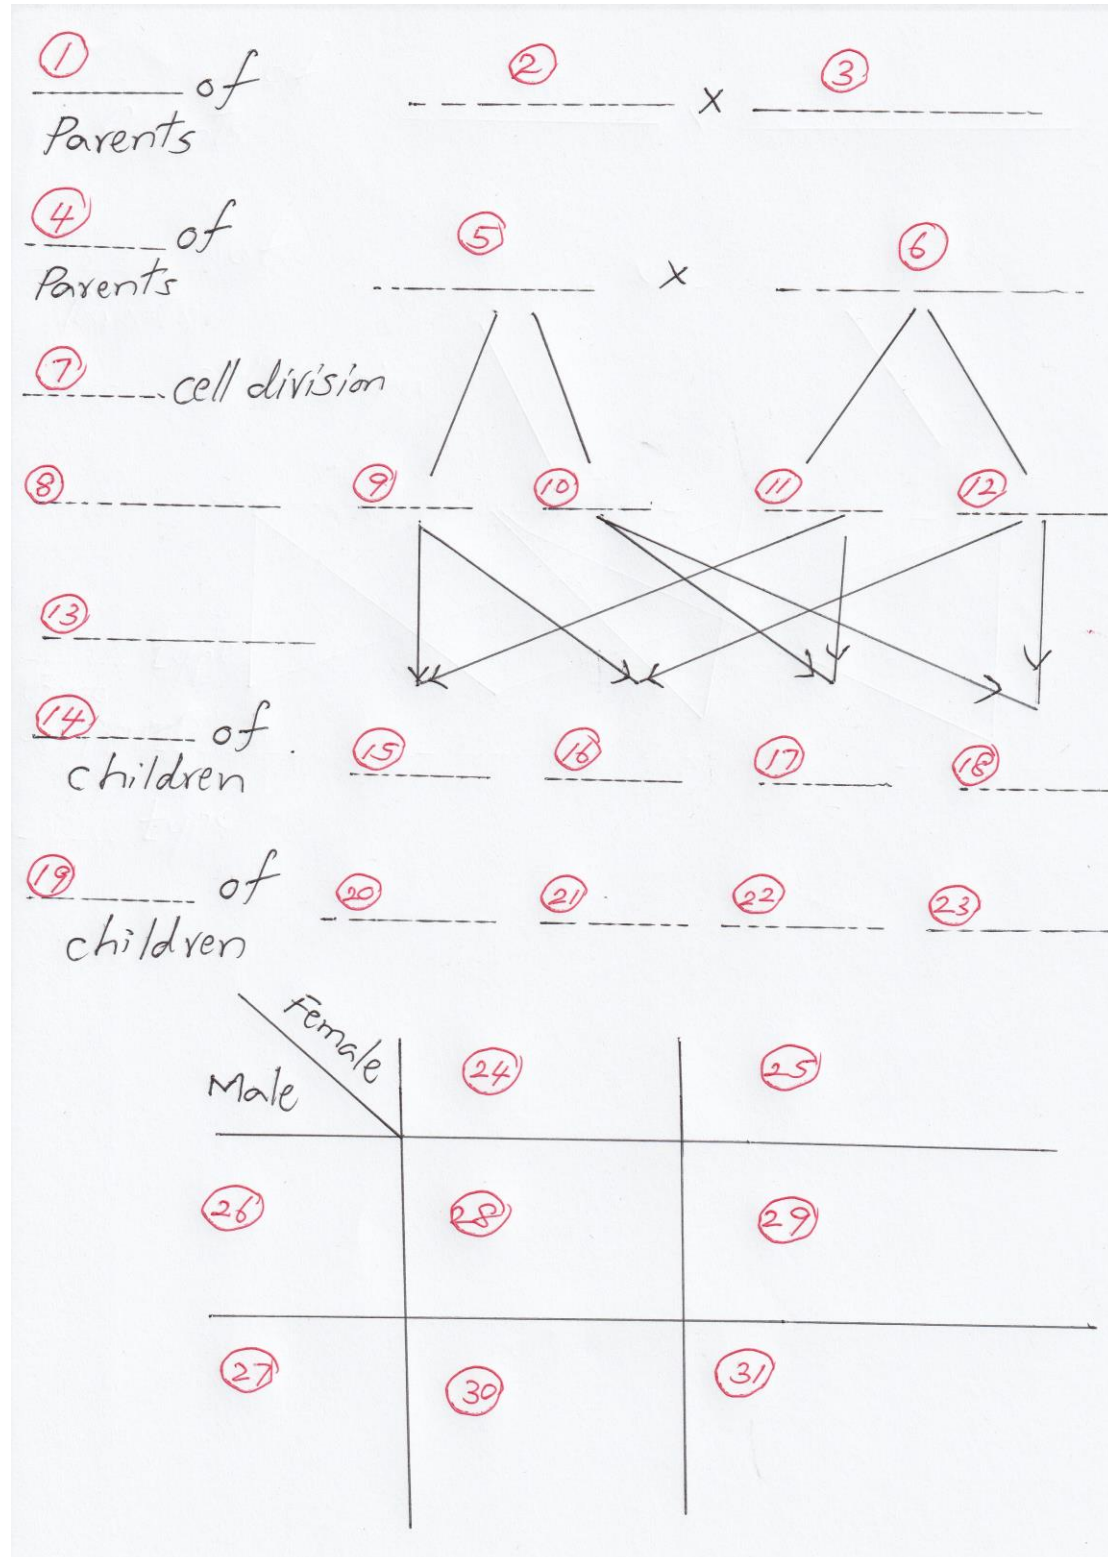 1 of
Parents
2 x 3
4 of
Parents
5 x 6
7 cell division
8 9 10 11 12
13
14 of
children
15 16 17 18
19 of
children
20 21 22 23
Female
Male
24 25
26 28 29
27 30 31